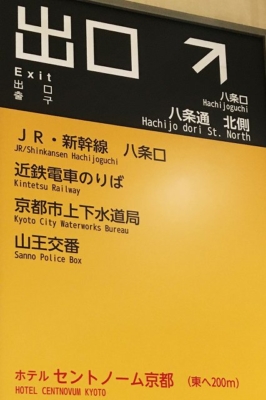 出口
Exit
出 口
출 구
八条口
Hachijoguchi
八条通 北側
Hachijo dori St. North
JR・新幹線 八条口
JR/Shinkansen Hachijoguchi
近鉄電車のりば
Kintetsu Railway
京都市上下水道局
Kyoto City Waterworks Bureau
山王交番
Sanno Police Box
ホテル セントノーム京都 (東へ200m)
HOTEL CENTNOVUM KYOTO